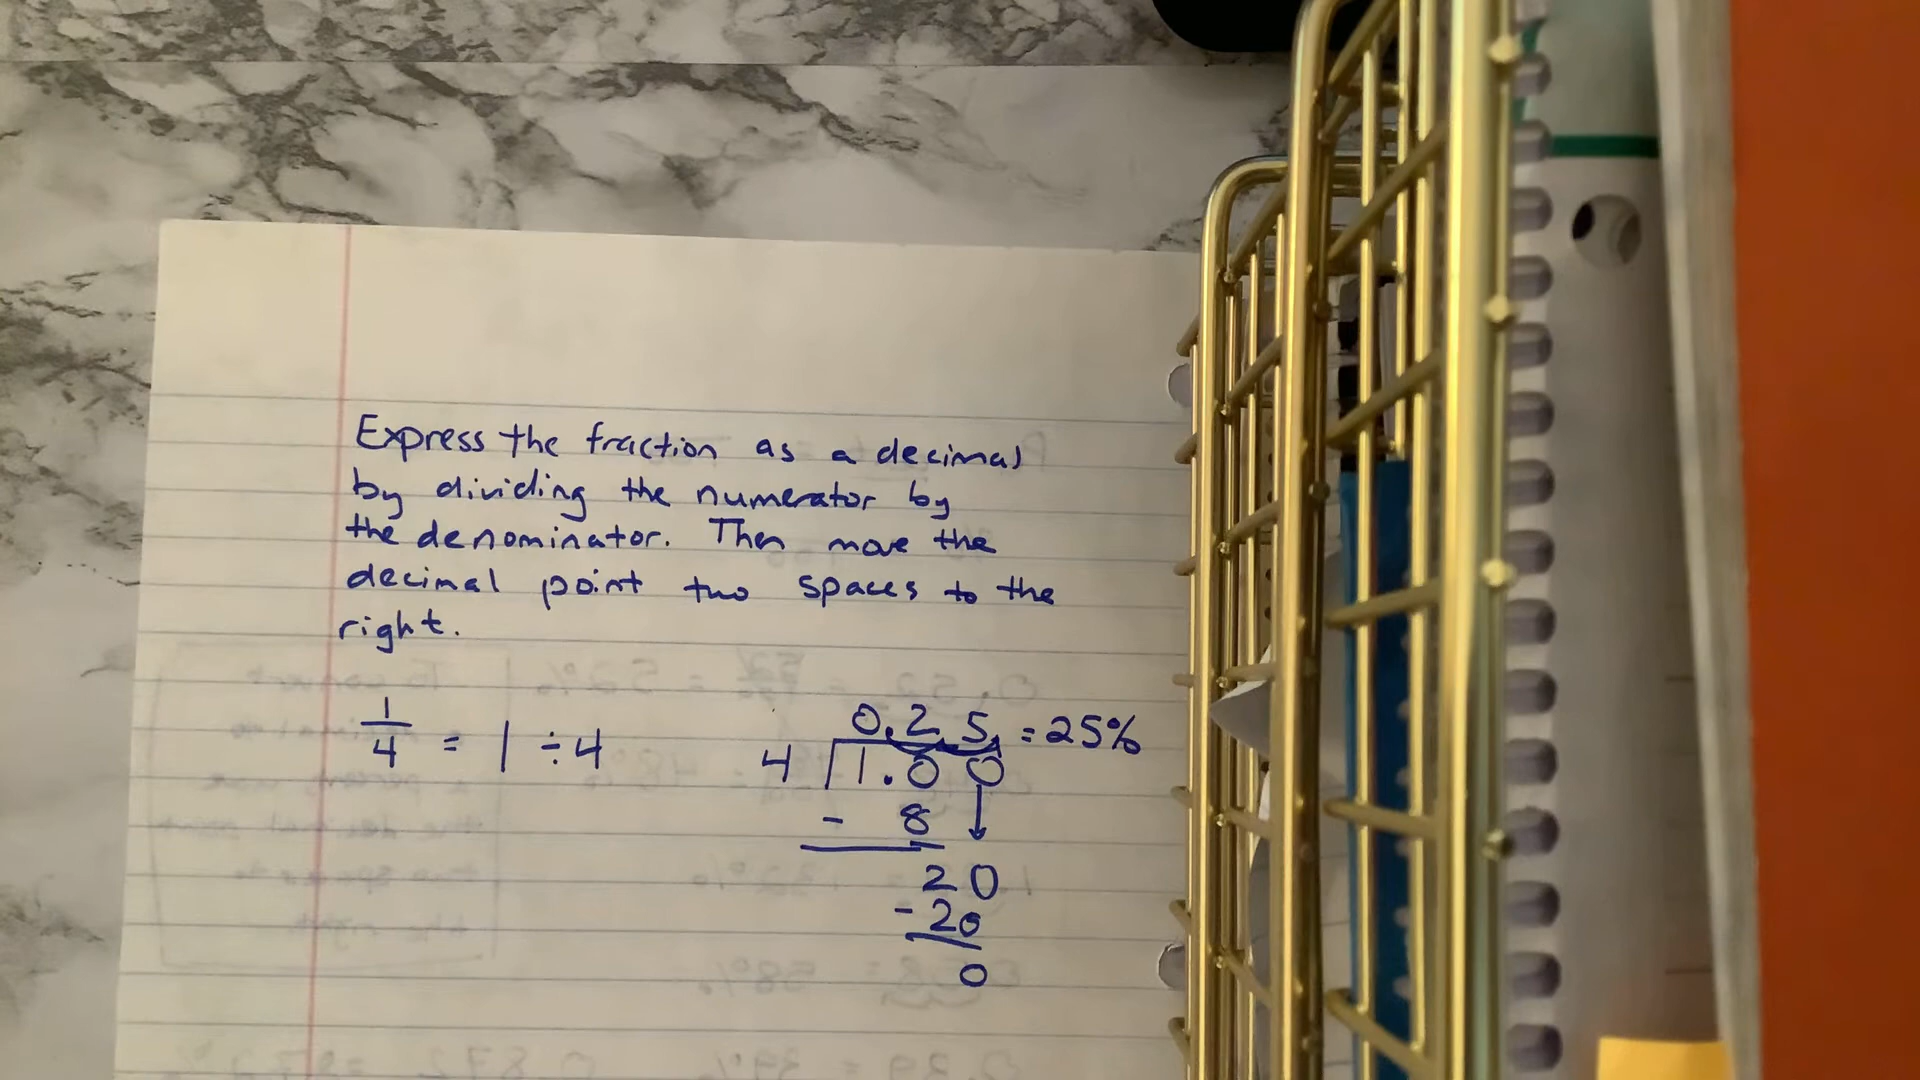 Express the fraction as a decimal
by dividing the numerator by
the denominator. Then move the
decimal point two spaces to the
right.
1/4 = 1 ÷ 4
0.25. = 25%
4 1.00
- 8
20
- 20
0